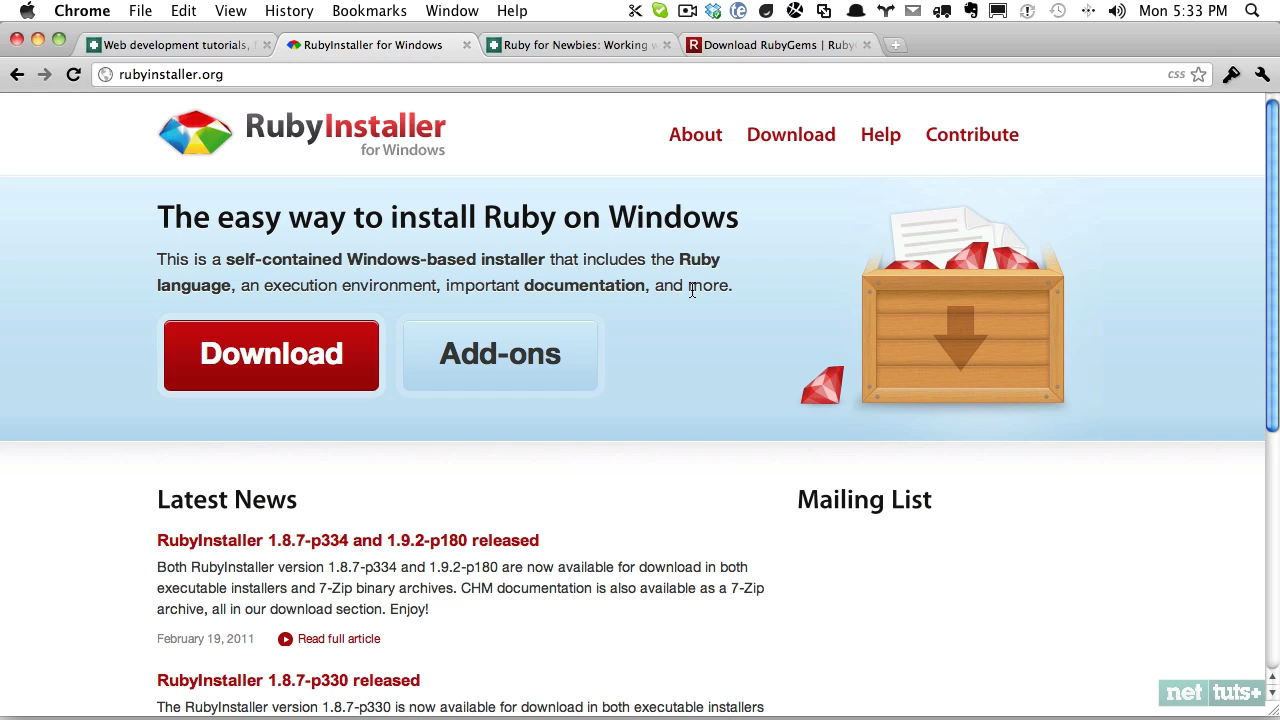 Chrome File Edit View History Bookmarks Window Help Mon 5:33 PM
Web development tutorials, RubyInstaller for Windows Ruby for Newbies: Working w Download RubyGems | Ruby
rubyinstaller.org css
RubyInstaller
for Windows
About Download Help Contribute
The easy way to install Ruby on Windows
This is a self-contained Windows-based installer that includes the Ruby
language, an execution environment, important documentation, and more.
Download Add-ons
Latest News Mailing List
RubyInstaller 1.8.7-p334 and 1.9.2-p180 released
Both RubyInstaller version 1.8.7-p334 and 1.9.2-p180 are now available for download in both
executable installers and 7-Zip binary archives. CHM documentation is also available as a 7-Zip
archive, all in our download section. Enjoy!
February 19, 2011 Read full article
RubyInstaller 1.8.7-p330 released
The RubyInstaller version 1.8.7-p330 is now available for download in both executable installers
net tuts+